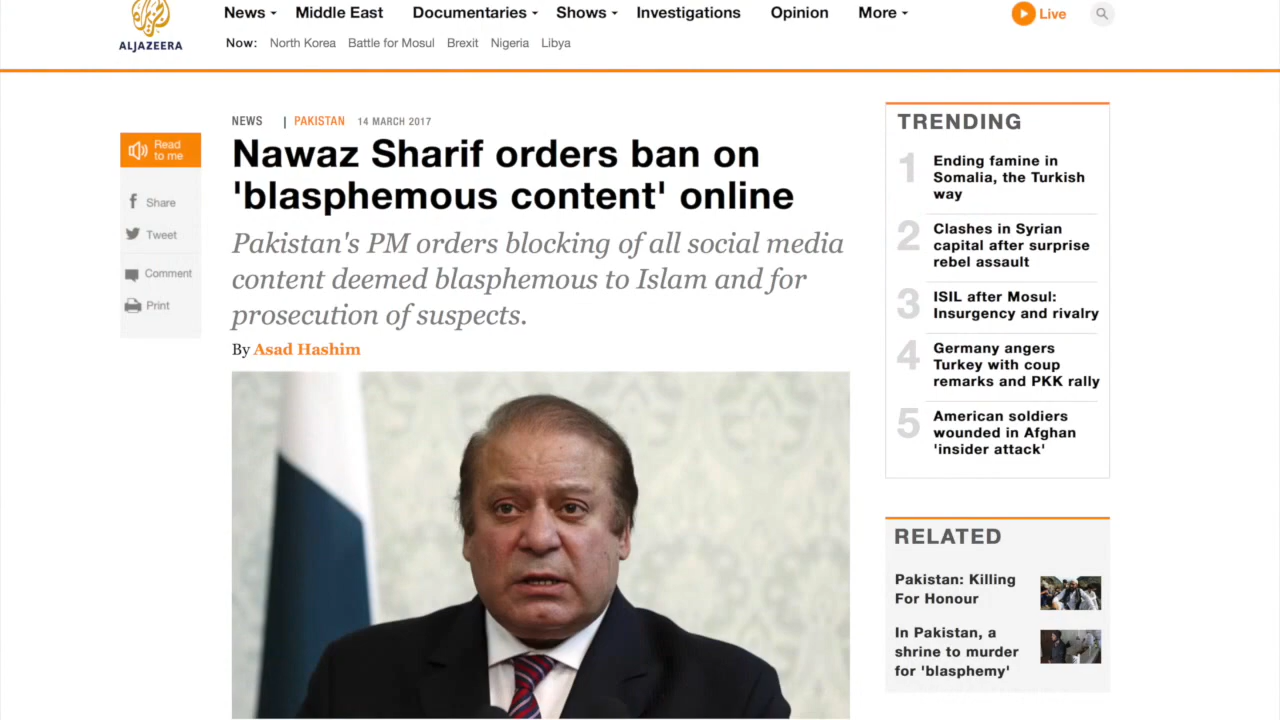 ALJAZEERA
News
Middle East
Documentaries
Shows
Investigations
Opinion
More
Live
Now: North Korea Battle for Mosul Brexit Nigeria Libya
Read
to me
Share
Tweet
Comment
Print
NEWS | PAKISTAN 14 MARCH 2017
Nawaz Sharif orders ban on
'blasphemous content' online
Pakistan's PM orders blocking of all social media
content deemed blasphemous to Islam and for
prosecution of suspects.
By Asad Hashim
TRENDING
1 Ending famine in
Somalia, the Turkish
way
2 Clashes in Syrian
capital after surprise
rebel assault
3 ISIL after Mosul:
Insurgency and rivalry
4 Germany angers
Turkey with coup
remarks and PKK rally
5 American soldiers
wounded in Afghan
'insider attack'
RELATED
Pakistan: Killing
For Honour
In Pakistan, a
shrine to murder
for 'blasphemy'